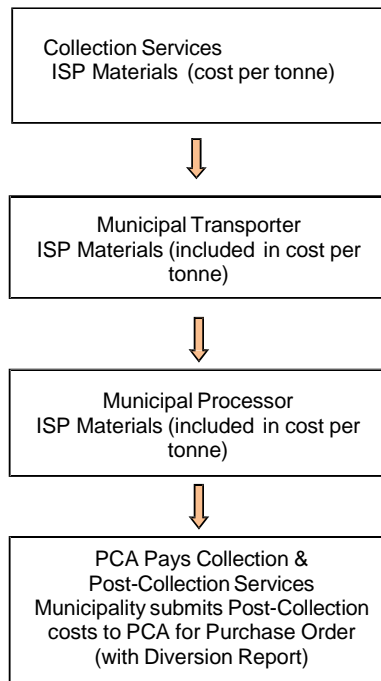 Collection Services
ISP Materials (cost per tonne)
Municipal Transporter
ISP Materials (included in cost per
tonne)
Municipal Processor
ISP Materials (included in cost per
tonne)
PCA Pays Collection &
Post-Collection Services
Municipality submits Post-Collection
costs to PCA for Purchase Order
(with Diversion Report)